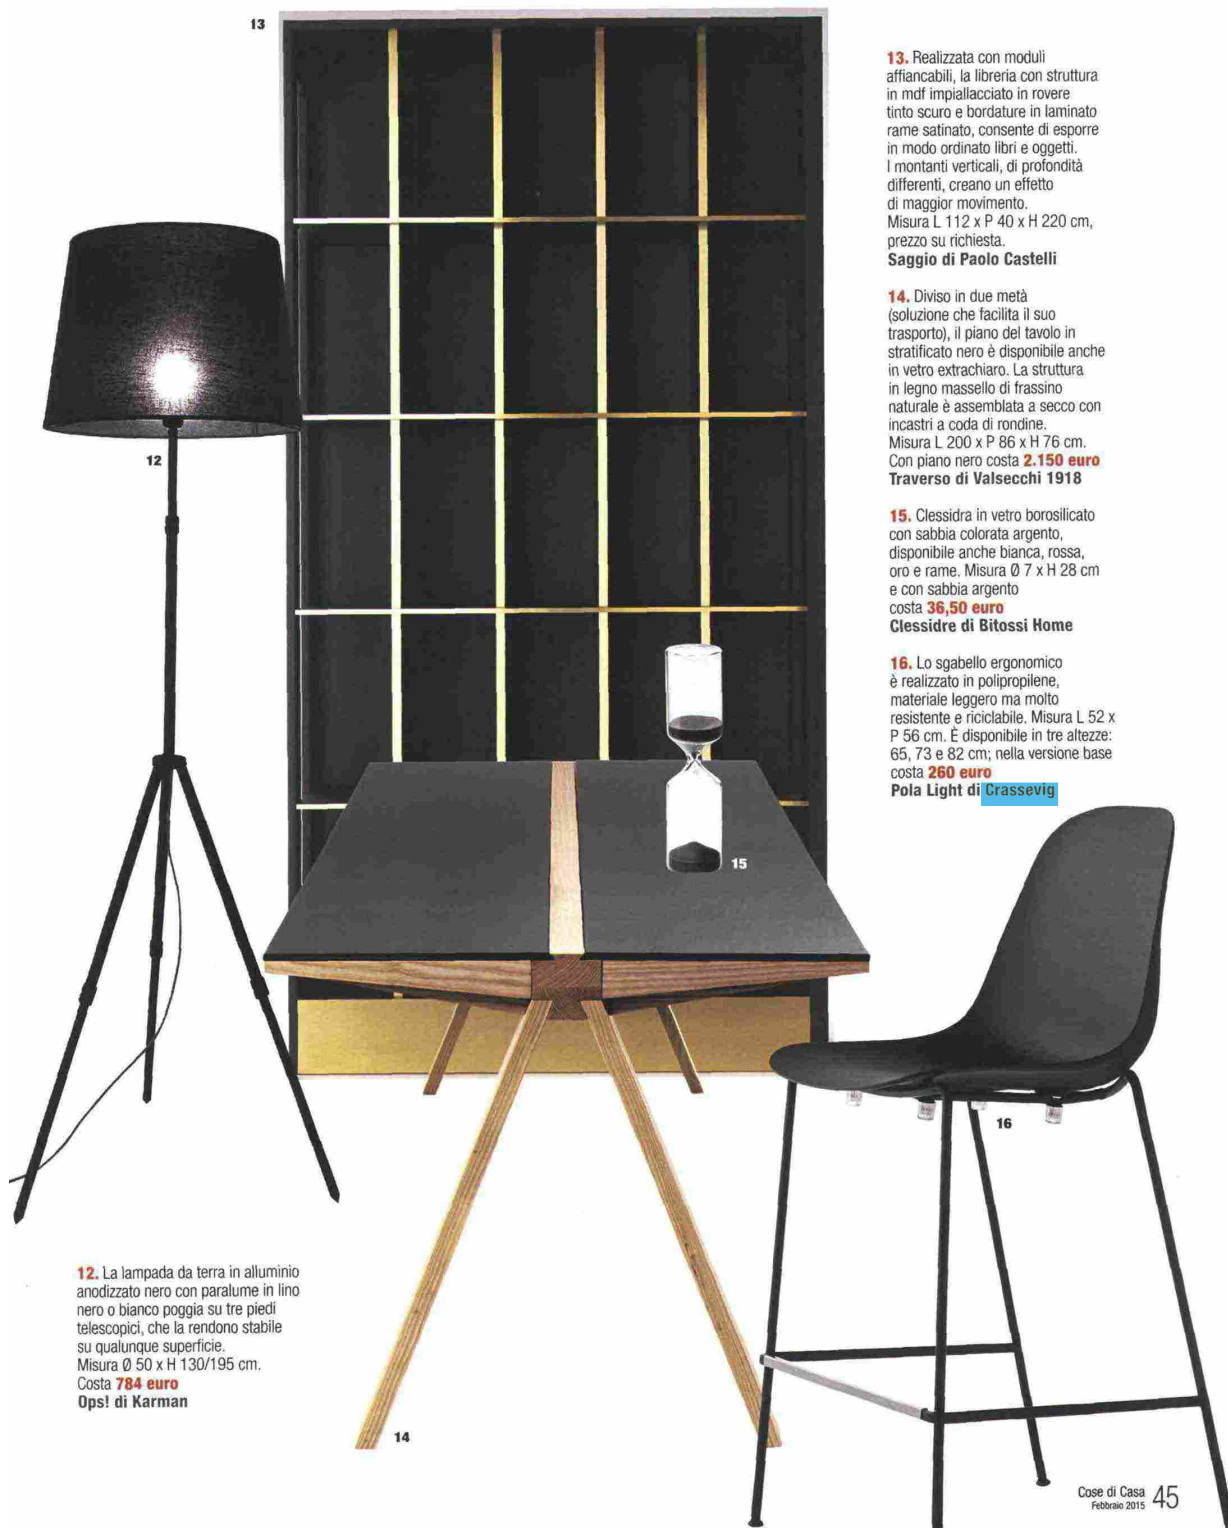 13
13. Realizzata con moduli
affiancabili, la libreria con struttura
in mdf impiallacciato in rovere
tinto scuro e bordature in laminato
rame satinato, consente di esporre
in modo ordinato libri e oggetti.
I montanti verticali, di profondità
differenti, creano un effetto
di maggior movimento.
Misura L 112 x P 40 x H 220 cm,
prezzo su richiesta.
Saggio di Paolo Castelli
14. Diviso in due metà
(soluzione che facilita il suo
trasporto), il piano del tavolo in
stratificato nero è disponibile anche
in vetro extrachiaro. La struttura
in legno massello di frassino
naturale è assemblata a secco con
incastri a coda di rondine.
Misura L 200 x P 86 x H 76 cm.
Con piano nero costa 2.150 euro
Traverso di Valsecchi 1918
12
15. Clessidra in vetro borosilicato
con sabbia colorata argento,
disponibile anche bianca, rossa,
oro e rame. Misura Ø 7 x H 28 cm
e con sabbia argento
costa 36,50 euro
Clessidre di Bitossi Home
16. Lo sgabello ergonomico
è realizzato in polipropilene,
materiale leggero ma molto
resistente e riciclabile. Misura L 52 x
P 56 cm. È disponibile in tre altezze:
65, 73 e 82 cm; nella versione base
costa 260 euro
Pola Light di Crassevig
15
16
12. La lampada da terra in alluminio
anodizzato nero con paralume in lino
nero o bianco poggia su tre piedi
telescopici, che la rendono stabile
su qualunque superficie.
Misura Ø 50 x H 130/195 cm.
Costa 784 euro
Ops! di Karman
14
Cose di Casa
Febbraio 2015
45